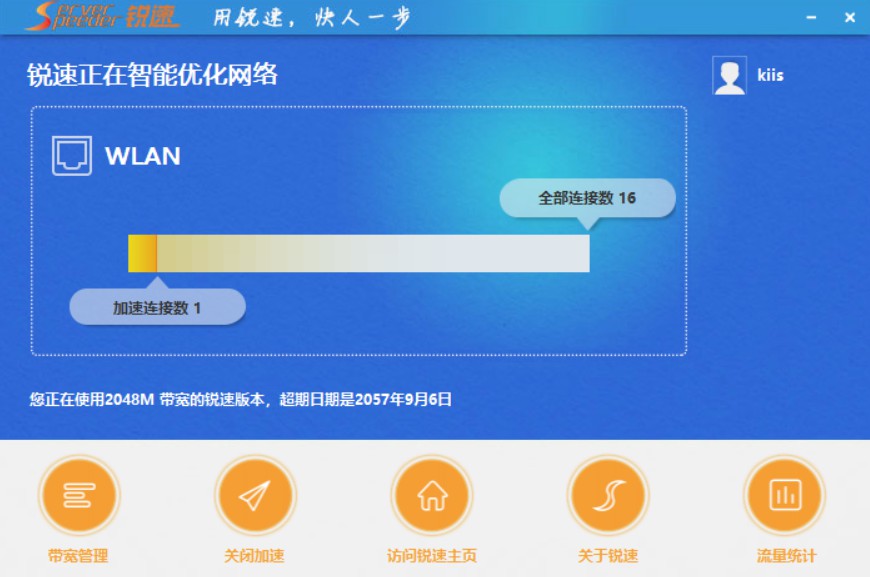 Server Speeder 锐速 用锐速，快人一步
锐速正在智能优化网络
kiis
WLAN
全部连接数 16
加速连接数 1
您正在使用2048M 带宽的锐速版本，超期日期是2057年9月6日
带宽管理 关闭加速 访问锐速主页 关于锐速 流量统计